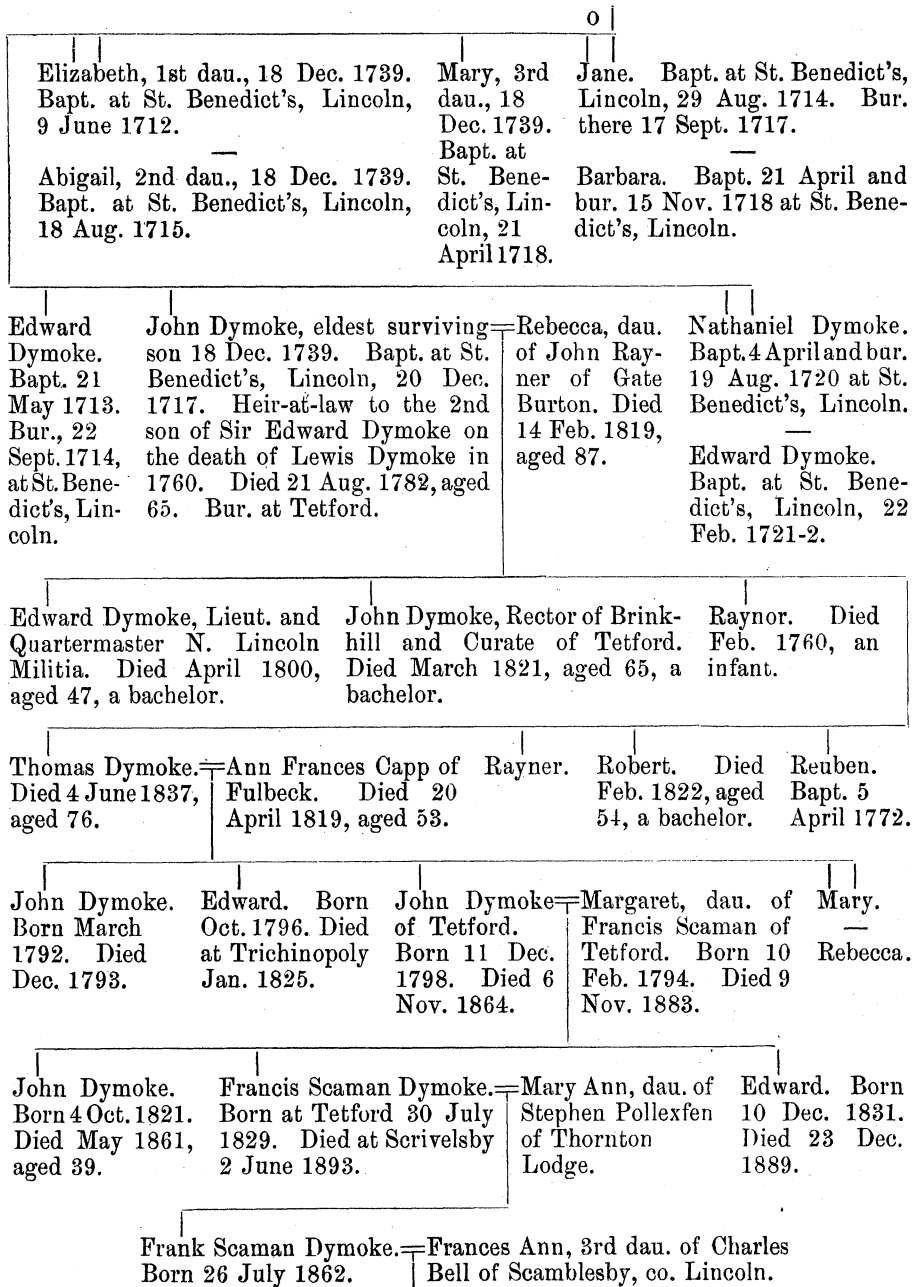 o
Elizabeth, 1st dau., 18 Dec. 1739.
Bapt. at St. Benedict's, Lincoln,
9 June 1712.
—
Abigail, 2nd dau., 18 Dec. 1739.
Bapt. at St. Benedict's, Lincoln,
18 Aug. 1715.
Mary, 3rd
dau., 18
Dec. 1739.
Bapt. at
St. Bene-
dict's, Lin-
coln, 21
April 1718.
Jane. Bapt. at St. Benedict's,
Lincoln, 29 Aug. 1714. Bur.
there 17 Sept. 1717.
—
Barbara. Bapt. 21 April and
bur. 15 Nov. 1718 at St. Bene-
dict's, Lincoln.
Edward
Dymoke.
Bapt. 21
May 1713.
Bur., 22
Sept. 1714,
at St. Bene-
dict's, Lin-
coln.
John Dymoke, eldest surviving
son 18 Dec. 1739. Bapt. at St.
Benedict's, Lincoln, 20 Dec.
1717. Heir-at-law to the 2nd
son of Sir Edward Dymoke on
the death of Lewis Dymoke in
1760. Died 21 Aug. 1782, aged
65. Bur. at Tetford.
=Rebecca, dau.
of John Ray-
ner of Gate
Burton. Died
14 Feb. 1819,
aged 87.
Nathaniel Dymoke.
Bapt. 4 April and bur.
19 Aug. 1720 at St.
Benedict's, Lincoln.
—
Edward Dymoke.
Bapt. at St. Bene-
dict's, Lincoln, 22
Feb. 1721-2.
Edward Dymoke, Lieut. and
Quartermaster N. Lincoln
Militia. Died April 1800,
aged 47, a bachelor.
John Dymoke, Rector of Brink-
hill and Curate of Tetford.
Died March 1821, aged 65, a
bachelor.
Raynor. Died
Feb. 1760, an
infant.
Thomas Dymoke.
Died 4 June 1837,
aged 76.
=Ann Frances Capp of
Fulbeck. Died 20
April 1819, aged 53.
Rayner.
Robert. Died
Feb. 1822, aged
54, a bachelor.
Reuben.
Bapt. 5
April 1772.
John Dymoke.
Born March
1792. Died
Dec. 1793.
Edward. Born
Oct. 1796. Died
at Trichinopoly
Jan. 1825.
John Dymoke
of Tetford.
Born 11 Dec.
1798. Died 6
Nov. 1864.
=Margaret, dau. of
Francis Scaman of
Tetford. Born 10
Feb. 1794. Died 9
Nov. 1883.
Mary.
—
Rebecca.
John Dymoke.
Born 4 Oct. 1821.
Died May 1861,
aged 39.
Francis Scaman Dymoke.
Born at Tetford 30 July
1829. Died at Scrivelsby
2 June 1893.
=Mary Ann, dau. of
Stephen Pollexfen
of Thornton
Lodge.
Edward. Born
10 Dec. 1831.
Died 23 Dec.
1889.
Frank Scaman Dymoke.=Frances Ann, 3rd dau. of Charles
Born 26 July 1862. Bell of Scamblesby, co. Lincoln.